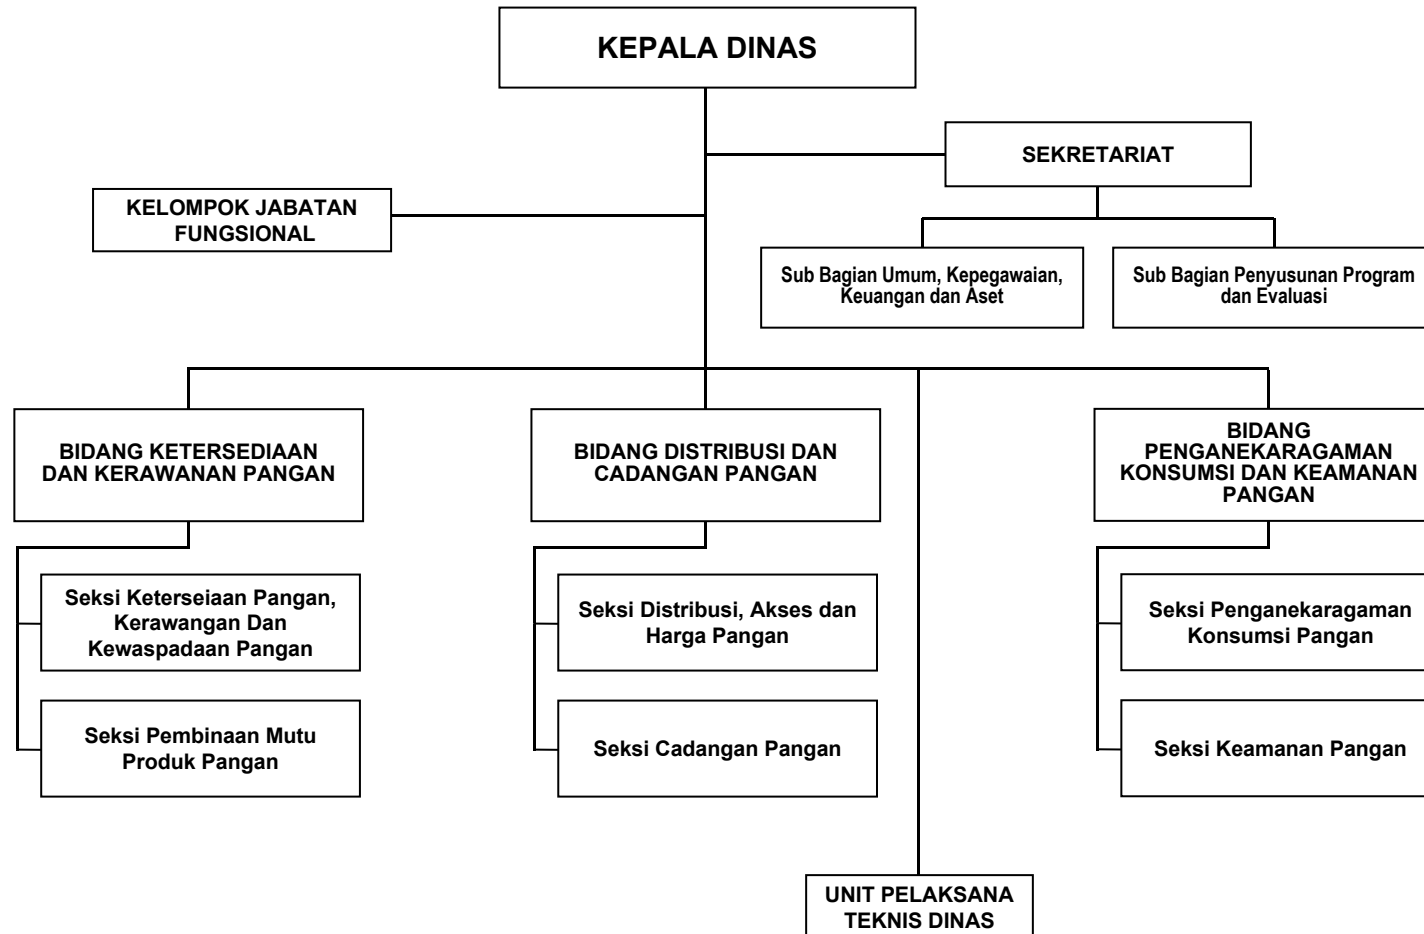 KEPALA DINAS
SEKRETARIAT
KELOMPOK JABATAN
FUNGSIONAL
Sub Bagian Umum, Kepegawaian,
Keuangan dan Aset
Sub Bagian Penyusunan Program
dan Evaluasi
BIDANG KETERSEDIAAN
DAN KERAWANAN PANGAN
BIDANG DISTRIBUSI DAN
CADANGAN PANGAN
BIDANG
PENGANEKARAGAMAN
KONSUMSI DAN KEAMANAN
PANGAN
Seksi Keterseiaan Pangan,
Kerawangan Dan
Kewaspadaan Pangan
Seksi Distribusi, Akses dan
Harga Pangan
Seksi Penganekaragaman
Konsumsi Pangan
Seksi Pembinaan Mutu
Produk Pangan
Seksi Cadangan Pangan
Seksi Keamanan Pangan
UNIT PELAKSANA
TEKNIS DINAS